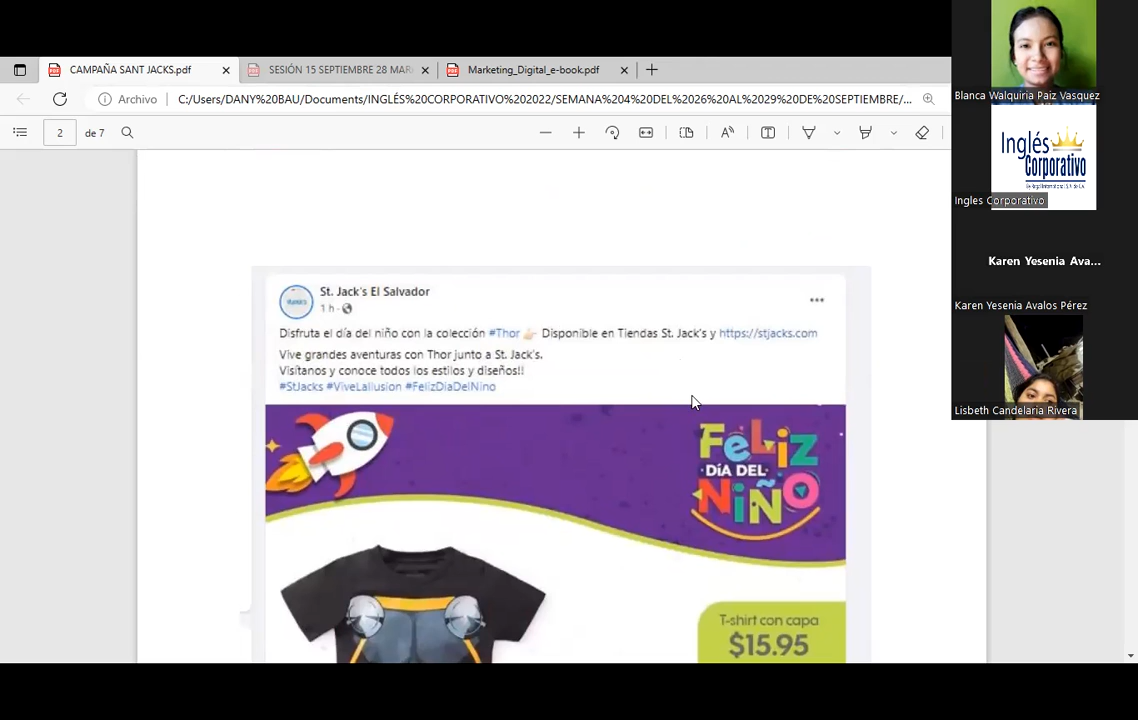 CAMPAÑA SANT JACKS.pdf
SESIÓN 15 SEPTIEMBRE 28 MAR
Marketing_Digital_e-book.pdf
Archivo
C:/Users/DANY%20BAU/Documents/INGLÉS%20CORPORATIVO%202022/SEMANA%204%20DEL%2026%20AL%2029%20DE%20SEPTIEMBRE/...
2
de 7
St. Jack's El Salvador
1 h ·
Disfruta el día del niño con la colección #Thor 👉 Disponible en Tiendas St. Jack's y https://stjacks.com
Vive grandes aventuras con Thor junto a St. Jack's.
Visítanos y conoce todos los estilos y diseños!!
#StJacks #ViveLaIlusion #FelizDiaDelNino
FeLiZ
DÍA DEL
NIÑO
T-shirt con capa
$15.95
Blanca Walquiria Paiz Vasquez
Inglés
Corporativo
Ingles Corporativo
Karen Yesenia Ava...
Karen Yesenia Avalos Pérez
Lisbeth Candelaria Rivera